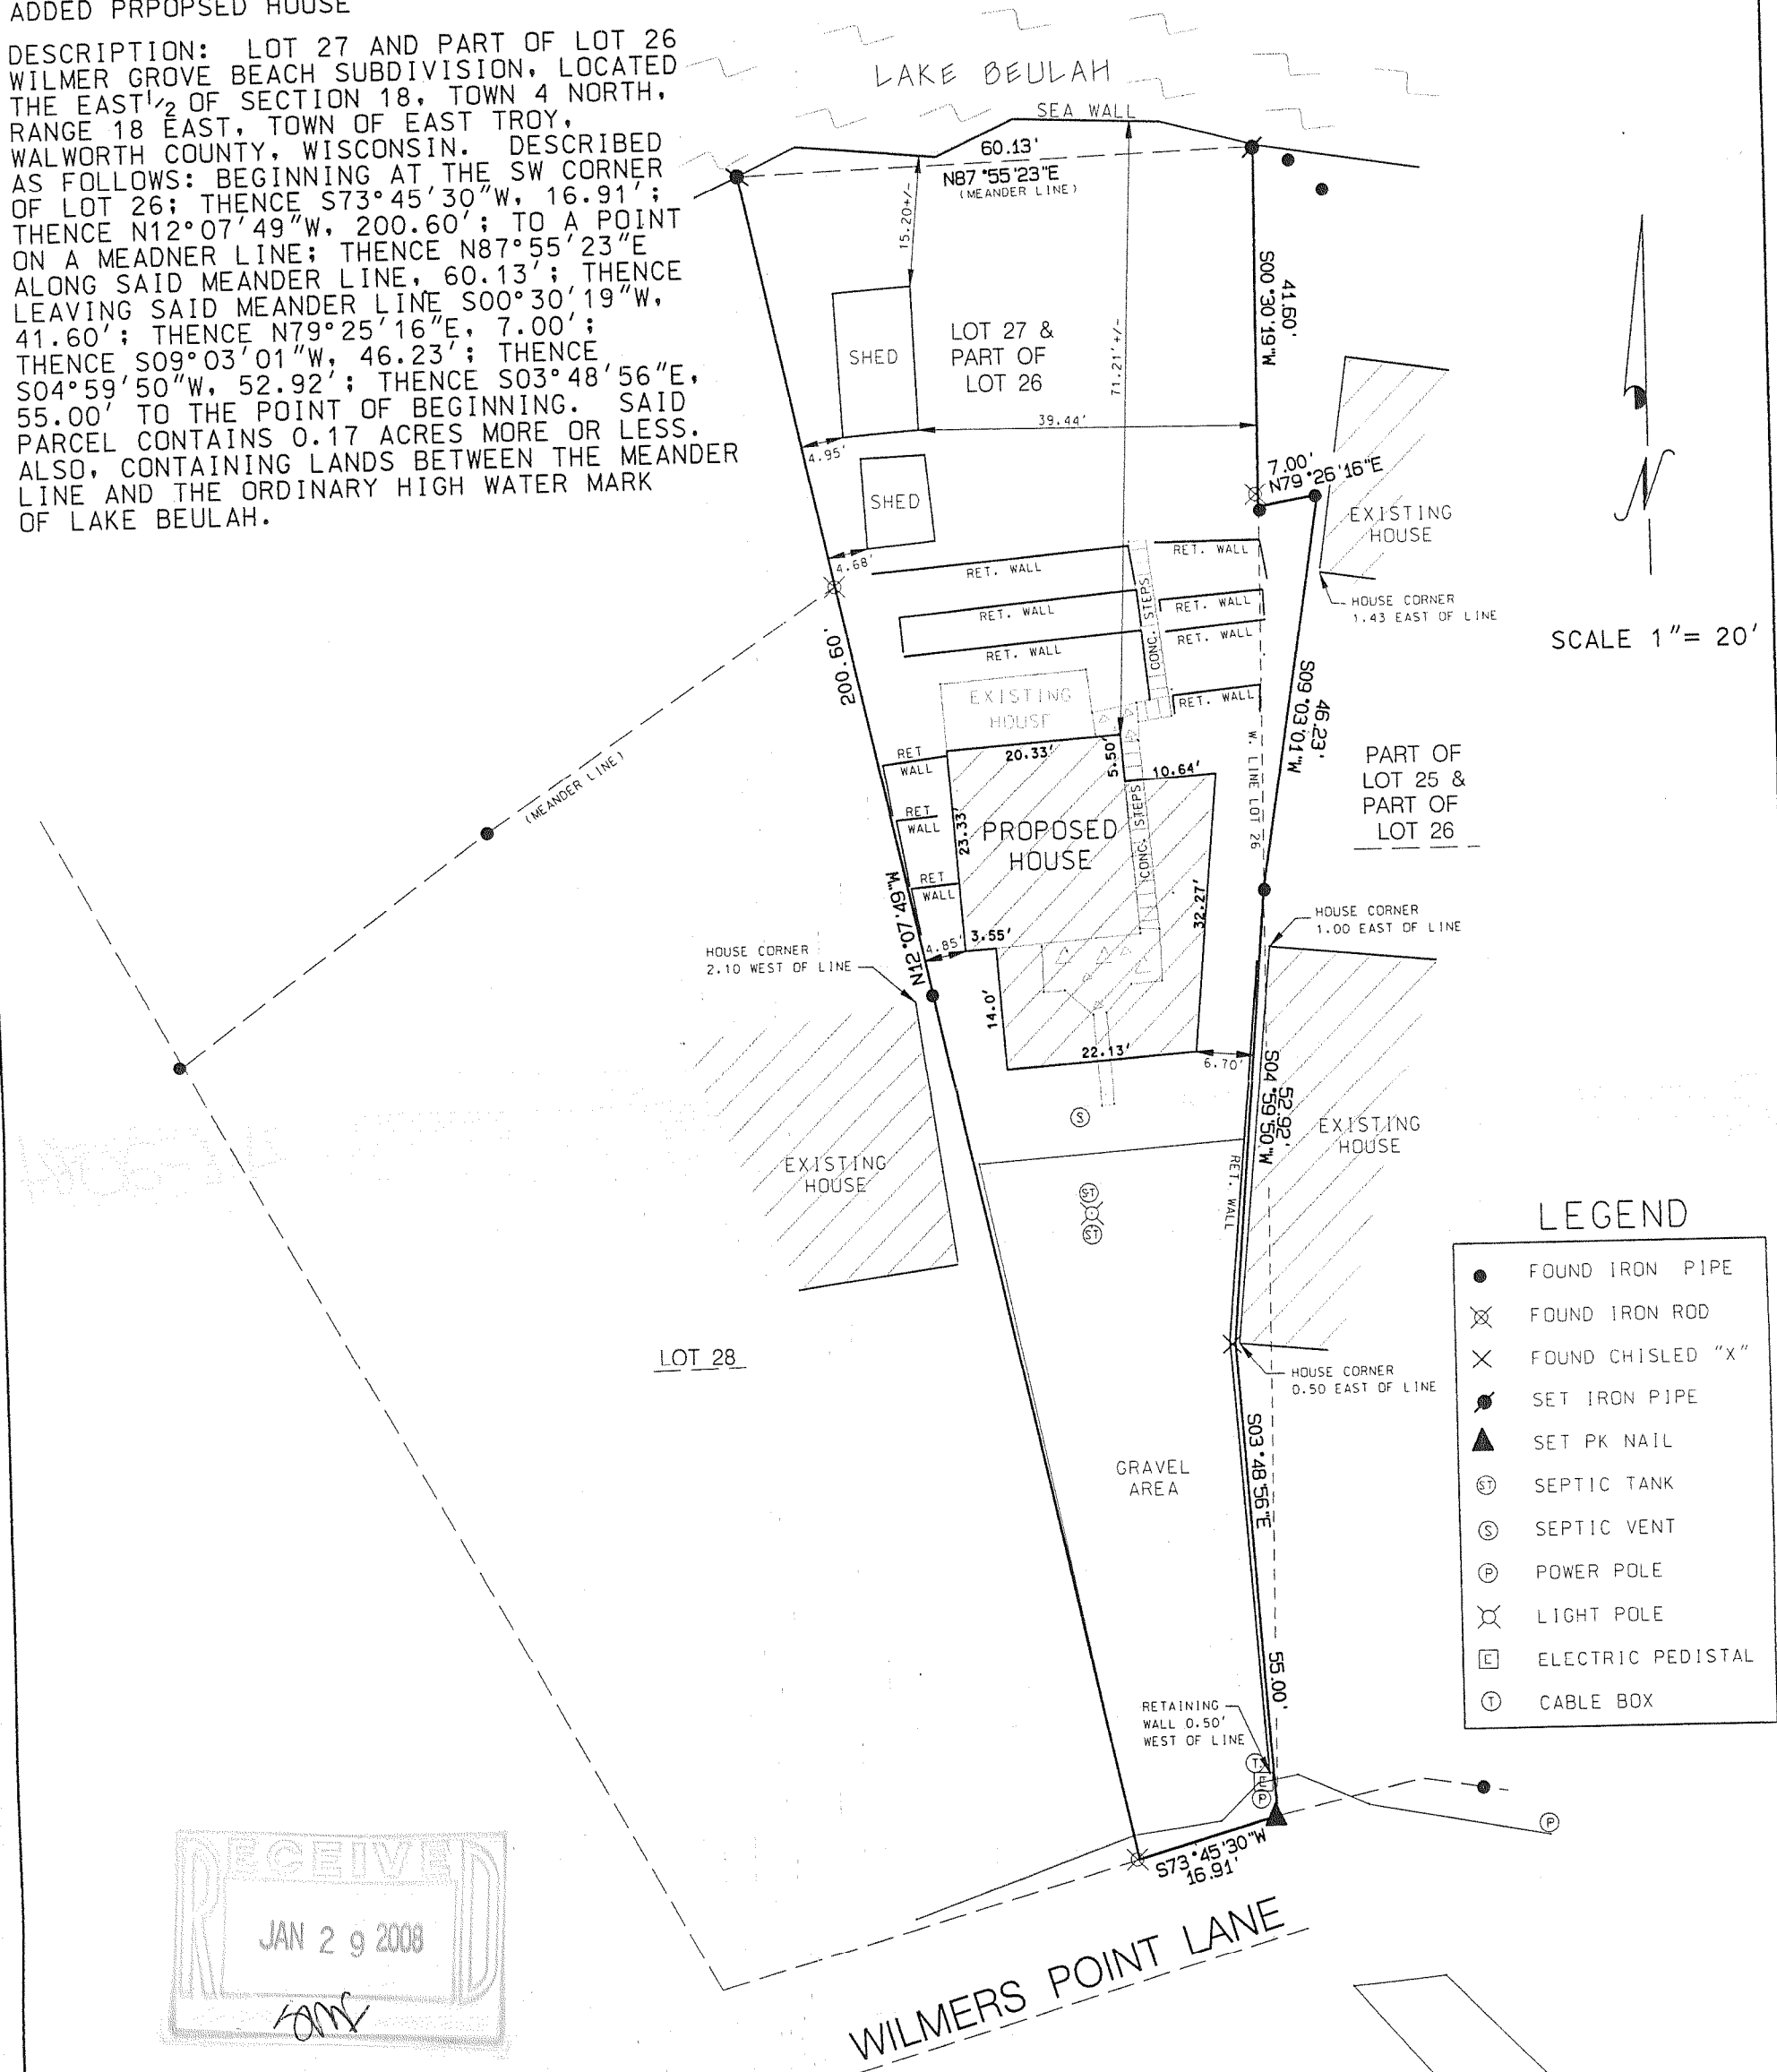 ADDED PRPOPSED HOUSE
DESCRIPTION: LOT 27 AND PART OF LOT 26
WILMER GROVE BEACH SUBDIVISION, LOCATED
THE EAST 1/2 OF SECTION 18, TOWN 4 NORTH,
RANGE 18 EAST, TOWN OF EAST TROY,
WALWORTH COUNTY, WISCONSIN. DESCRIBED
AS FOLLOWS: BEGINNING AT THE SW CORNER
OF LOT 26; THENCE S73°45'30"W, 16.91';
THENCE N12°07'49"W, 200.60'; TO A POINT
ON A MEADNER LINE; THENCE N87°55'23"E
ALONG SAID MEANDER LINE, 60.13'; THENCE
LEAVING SAID MEANDER LINE S00°30'19"W,
41.60'; THENCE N79°25'16"E, 7.00';
THENCE S09°03'01"W, 46.23'; THENCE
S04°59'50"W, 52.92'; THENCE S03°48'56"E,
55.00' TO THE POINT OF BEGINNING. SAID
PARCEL CONTAINS 0.17 ACRES MORE OR LESS.
ALSO, CONTAINING LANDS BETWEEN THE MEANDER
LINE AND THE ORDINARY HIGH WATER MARK
OF LAKE BEULAH.
LAKE BEULAH
SEA WALL
60.13'
N87°55'23"E
(MEANDER LINE)
15.20+/-
71.21'+/-
S00°30'19"W
41.60'
LOT 27 &
PART OF
LOT 26
SHED
39.44'
4.95'
SHED
4.68'
7.00'
N79°26'16"E
EXISTING
HOUSE
HOUSE CORNER
1.43 EAST OF LINE
N
SCALE 1"= 20'
RET. WALL
RET. WALL
RET. WALL
RET. WALL
RET. WALL
RET. WALL
RET. WALL
CONC. STEPS
EXISTING
HOUSE
200.60'
N12°07'49"W
(MEANDER LINE)
S09°03'01"W
46.23'
W. LINE LOT 26
PART OF
LOT 25 &
PART OF
LOT 26
RET
WALL
RET
WALL
RET
WALL
20.33'
5.50'
10.64'
23.33'
PROPOSED
HOUSE
CONC. STEPS
32.27'
4.85'
3.55'
14.0'
22.13'
6.70'
HOUSE CORNER
2.10 WEST OF LINE
HOUSE CORNER
1.00 EAST OF LINE
S04°59'50"W
52.92'
EXISTING
HOUSE
EXISTING
HOUSE
S
ST
ST
RET. WALL
LOT 28
HOUSE CORNER
0.50 EAST OF LINE
S03°48'56"E
55.00'
GRAVEL
AREA
RETAINING
WALL 0.50'
WEST OF LINE
T
E
P
P
S73°45'30"W
16.91'
WILMERS POINT LANE
LEGEND
FOUND IRON PIPE
FOUND IRON ROD
FOUND CHISLED "X"
SET IRON PIPE
SET PK NAIL
ST SEPTIC TANK
S SEPTIC VENT
P POWER POLE
LIGHT POLE
E ELECTRIC PEDISTAL
T CABLE BOX
RECEIVED
JAN 29 2008